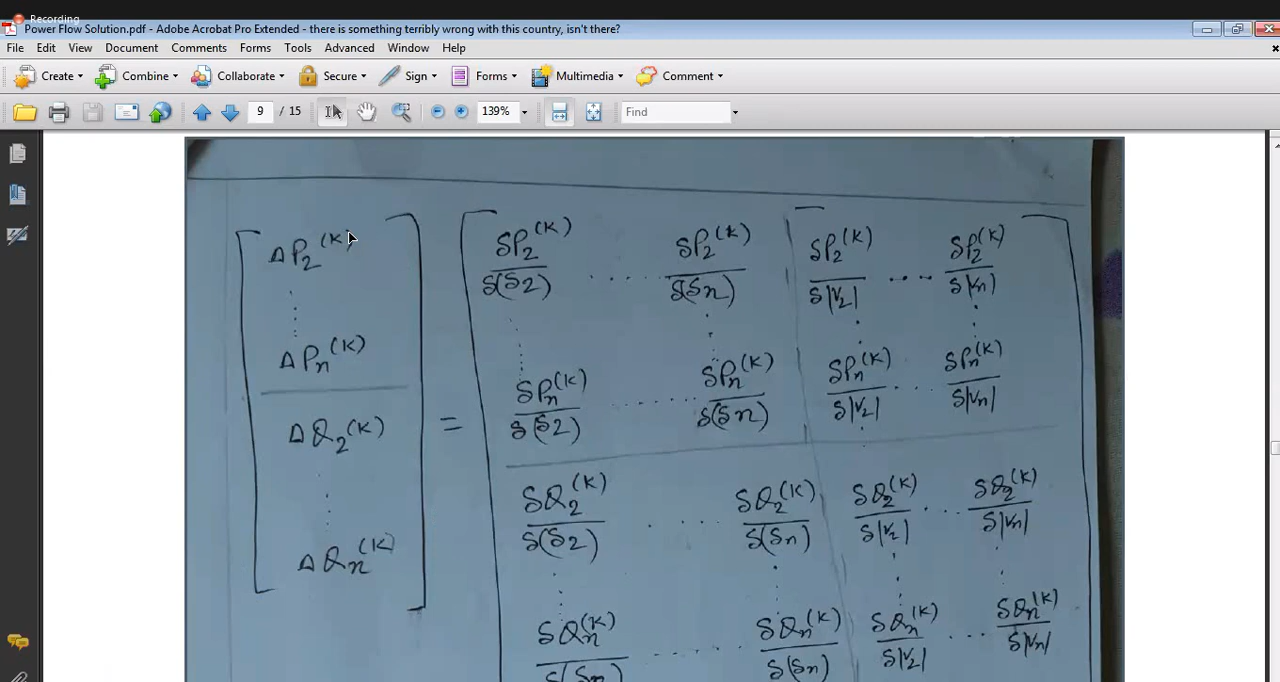 Recording
Power Flow Solution.pdf - Adobe Acrobat Pro Extended - there is something terribly wrong with this country, isn't there?
File Edit View Document Comments Forms Tools Advanced Window Help
Create Combine Collaborate Secure Sign Forms Multimedia Comment
9 / 15 139% Find
ΔP₂⁽ᴷ⁾ δP₂⁽ᴷ⁾/δ(δ₂) .... δP₂⁽ᴷ⁾/δ(δn) δP₂⁽ᴷ⁾/δ|V₂| .... δP₂⁽ᴷ⁾/δ|Vn|
ΔPn⁽ᴷ⁾ δPn⁽ᴷ⁾/δ(δ₂) ........ δPn⁽ᴷ⁾/δ(δn) δPn⁽ᴷ⁾/δ|V₂| .... δPn⁽ᴷ⁾/δ|Vn|
ΔQ₂⁽ᴷ⁾ =
δQ₂⁽ᴷ⁾/δ(δ₂) .... δQ₂⁽ᴷ⁾/δ(δn) δQ₂⁽ᴷ⁾/δ|V₂| .... δQ₂⁽ᴷ⁾/δ|Vn|
ΔQn⁽ᴷ⁾
δQn⁽ᴷ⁾/δ(δn) ...... δQn⁽ᴷ⁾/δ(δn) δQn⁽ᴷ⁾/δ|V₂| .... δQn⁽ᴷ⁾/δ|Vn|